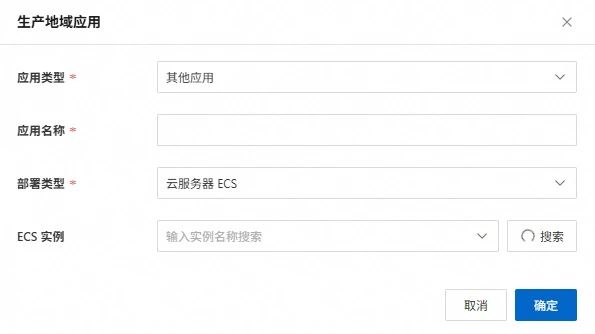 生产地域应用
应用类型 *
其他应用
应用名称 *
部署类型 *
云服务器 ECS
ECS 实例
输入实例名称搜索
搜索
取消
确定